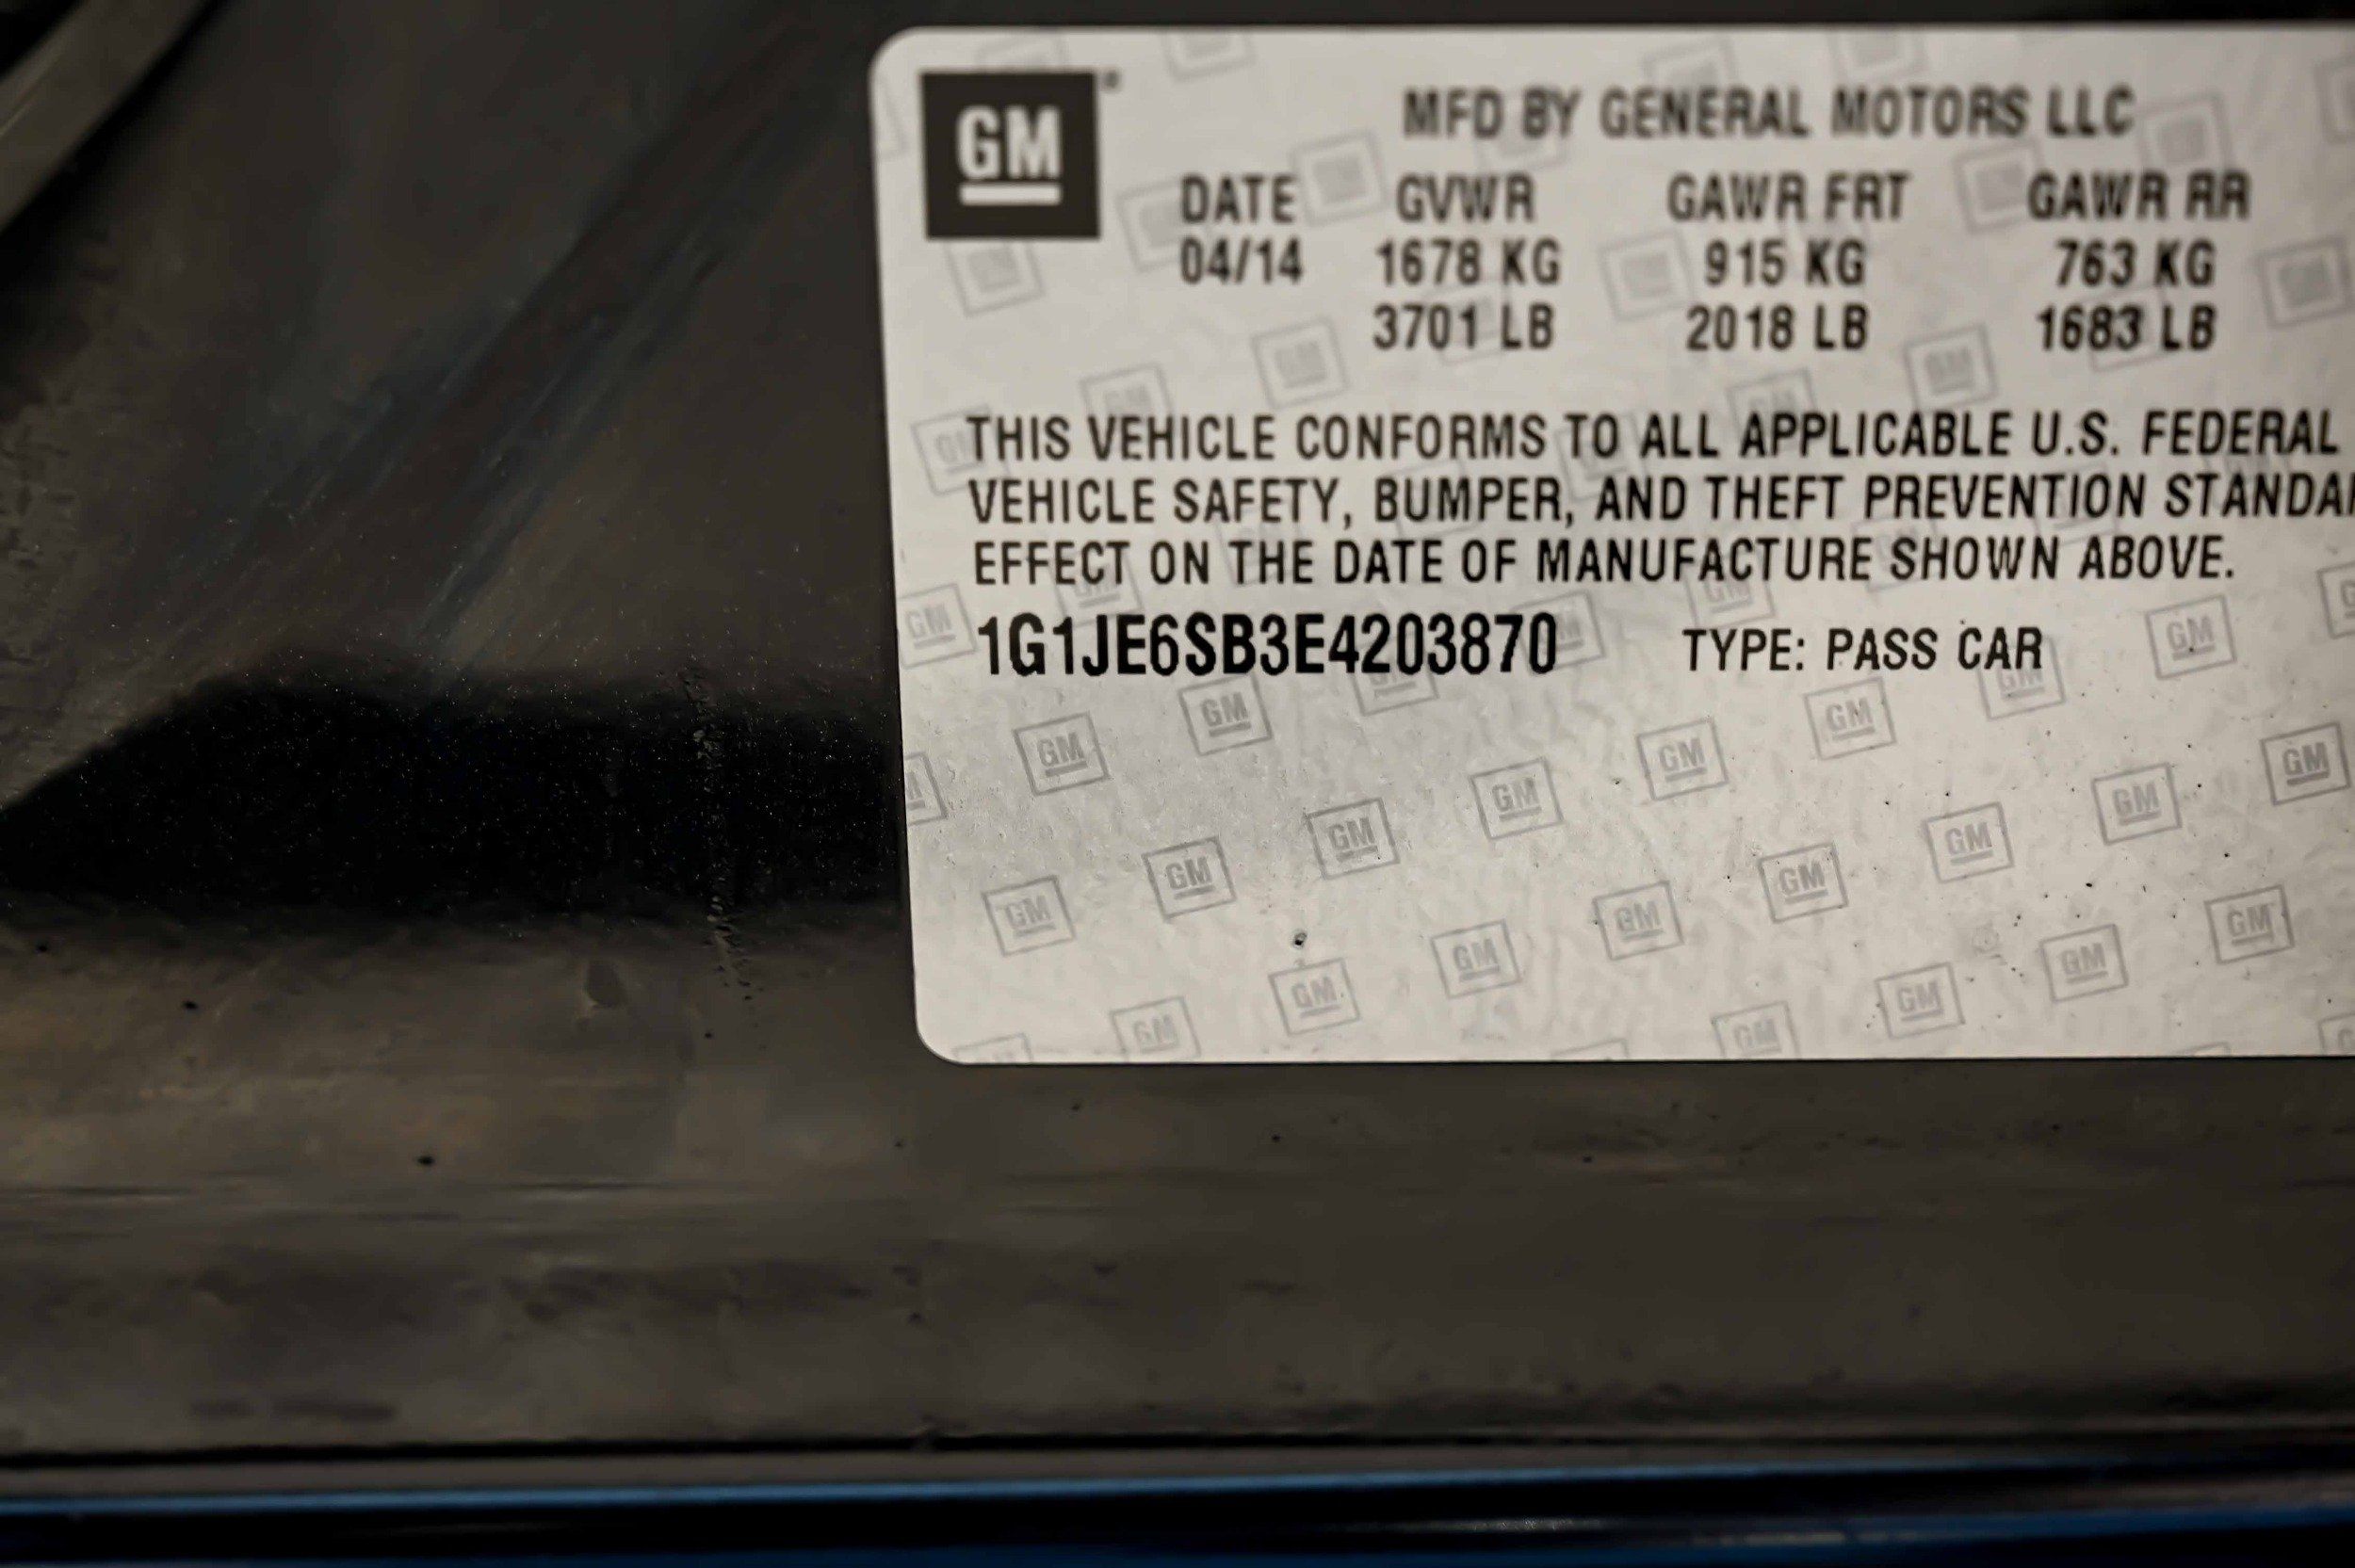 GM
MFD BY GENERAL MOTORS LLC
DATE GVWR GAWR FRT GAWR RR
04/14 1678 KG 915 KG 763 KG
3701 LB 2018 LB 1683 LB
THIS VEHICLE CONFORMS TO ALL APPLICABLE U.S. FEDERAL
VEHICLE SAFETY, BUMPER, AND THEFT PREVENTION STANDAR
EFFECT ON THE DATE OF MANUFACTURE SHOWN ABOVE.
1G1JE6SB3E4203870 TYPE: PASS CAR